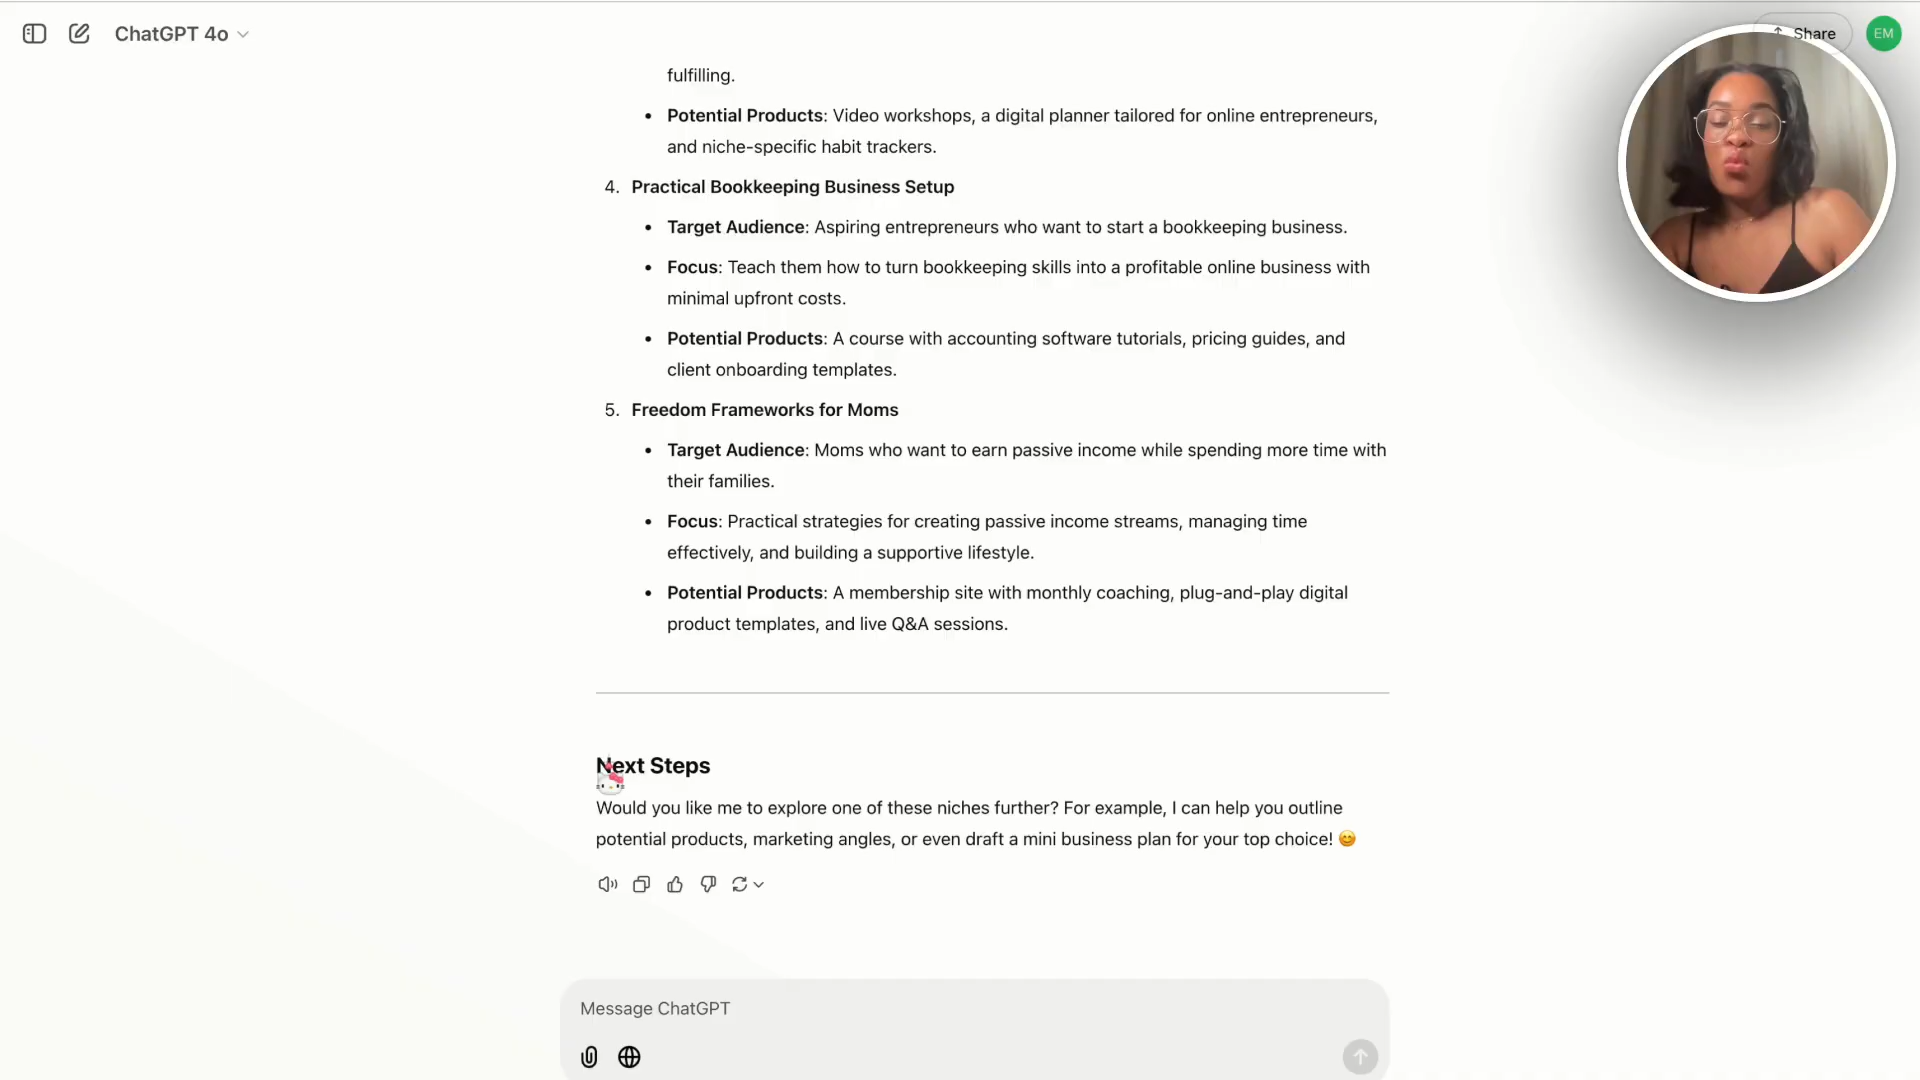 ChatGPT 4o
Share
EM
fulfilling.
• Potential Products: Video workshops, a digital planner tailored for online entrepreneurs,
and niche-specific habit trackers.
4. Practical Bookkeeping Business Setup
• Target Audience: Aspiring entrepreneurs who want to start a bookkeeping business.
• Focus: Teach them how to turn bookkeeping skills into a profitable online business with
minimal upfront costs.
• Potential Products: A course with accounting software tutorials, pricing guides, and
client onboarding templates.
5. Freedom Frameworks for Moms
• Target Audience: Moms who want to earn passive income while spending more time with
their families.
• Focus: Practical strategies for creating passive income streams, managing time
effectively, and building a supportive lifestyle.
• Potential Products: A membership site with monthly coaching, plug-and-play digital
product templates, and live Q&A sessions.
Next Steps
Would you like me to explore one of these niches further? For example, I can help you outline
potential products, marketing angles, or even draft a mini business plan for your top choice! 😊
Message ChatGPT